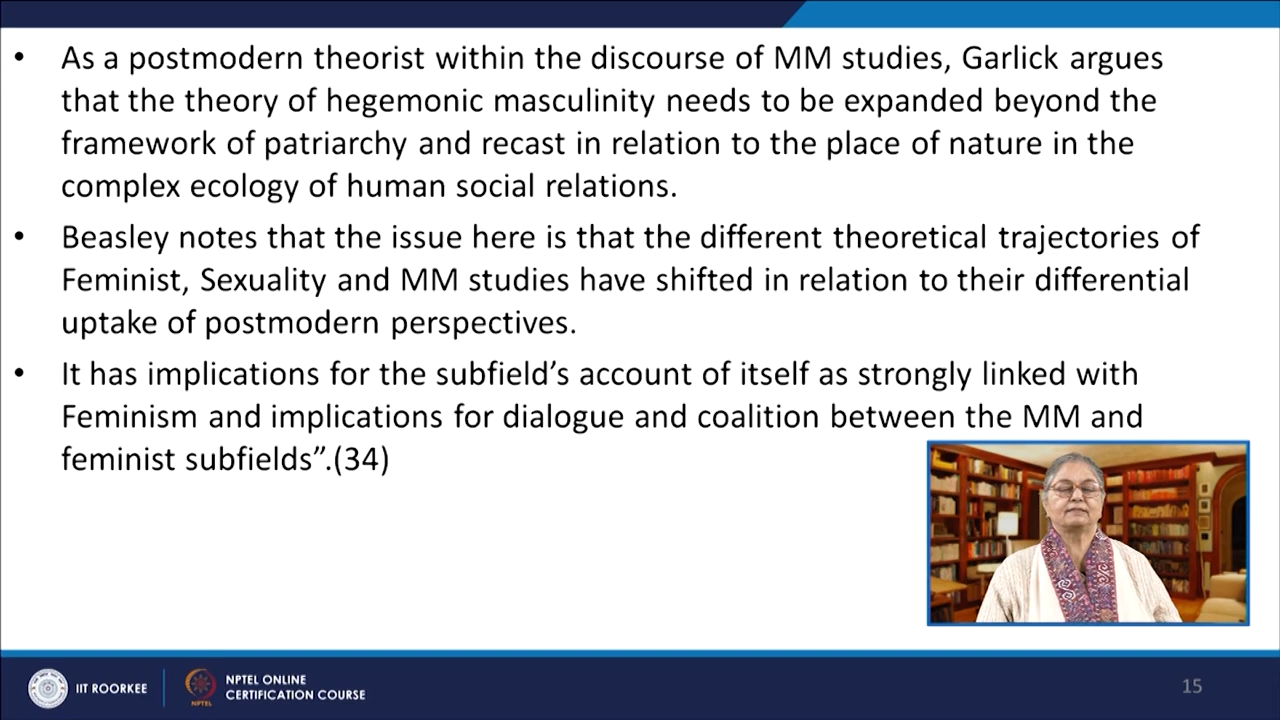 • As a postmodern theorist within the discourse of MM studies, Garlick argues
that the theory of hegemonic masculinity needs to be expanded beyond the
framework of patriarchy and recast in relation to the place of nature in the
complex ecology of human social relations.
• Beasley notes that the issue here is that the different theoretical trajectories of
Feminist, Sexuality and MM studies have shifted in relation to their differential
uptake of postmodern perspectives.
• It has implications for the subfield’s account of itself as strongly linked with
Feminism and implications for dialogue and coalition between the MM and
feminist subfields”.(34)
IIT ROORKEE
NPTEL
NPTEL ONLINE
CERTIFICATION COURSE
15